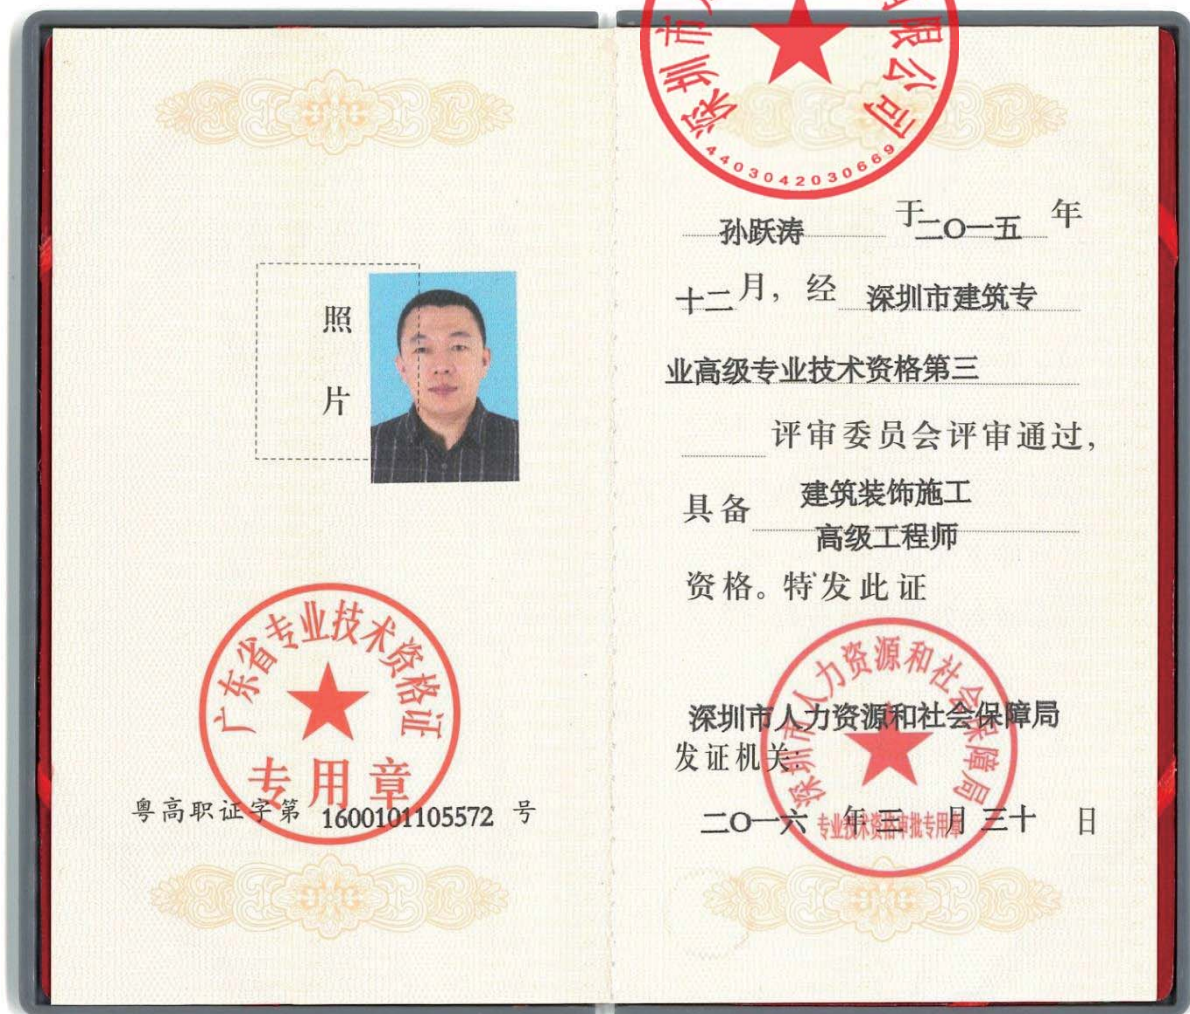 照
片
广东省专业技术资格证
专用章
粤高职证字第 1600101105572 号
深圳市
限公司
4403042030669
孙跃涛 于二〇一五 年
十二月，经 深圳市建筑专
业高级专业技术资格第三
评审委员会评审通过，
具备 建筑装饰施工
高级工程师
资格。特发此证
深圳市人力资源和社会保障局
深圳市人力资源和社会保障局
发证机关：
专业技术资格审批专用章
二〇一六 年 三 月 三十 日